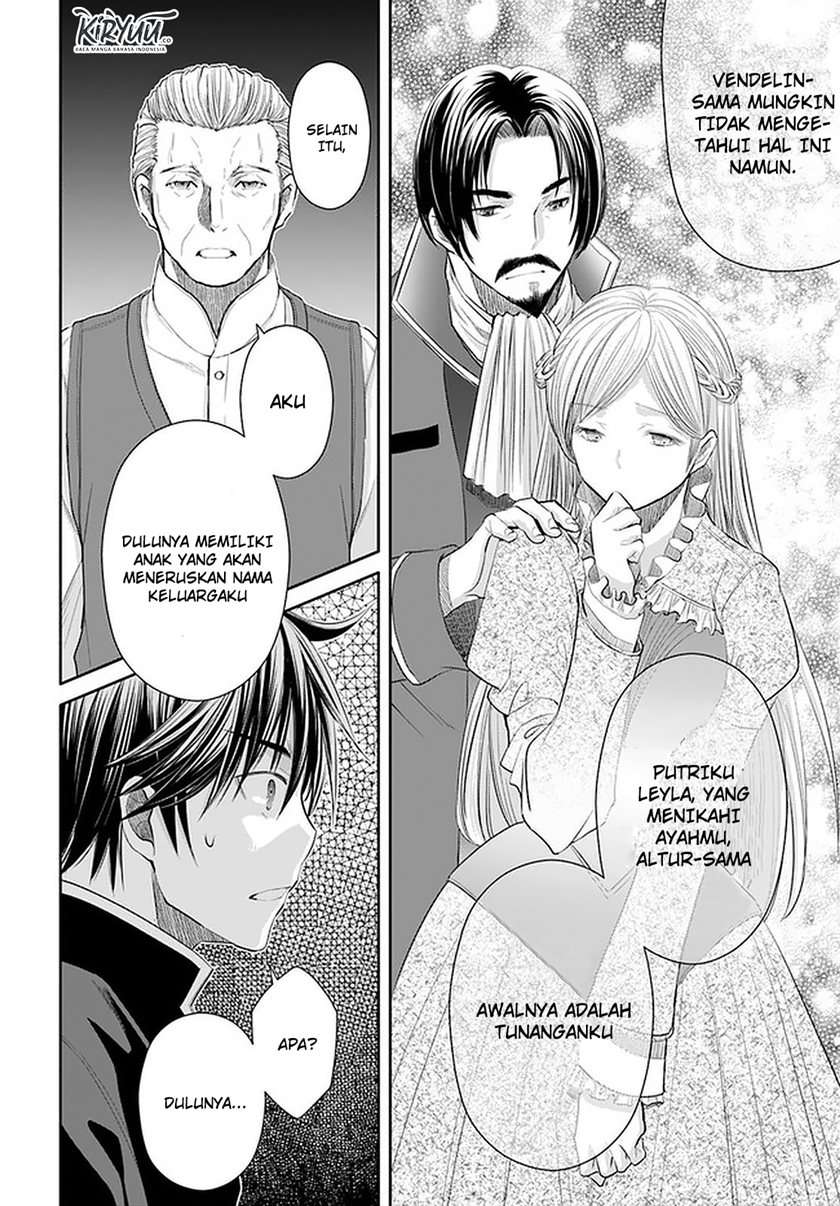 VENDELIN-
SAMA MUNGKIN
TIDAK MENGE-
TAHUI HAL INI
NAMUN.
PUTRIKU
LEYLA, YANG
MENIKAHI
AYAHMU,
ALTUR-SAMA
AWALNYA ADALAH
TUNANGANKU
KIRYUU.CO
BACA MANGA BAHASA INDONESIA
SELAIN
ITU,
AKU
DULUNYA MEMILIKI
ANAK YANG AKAN
MENERUSKAN NAMA
KELUARGAKU
APA?
DULUNYA...